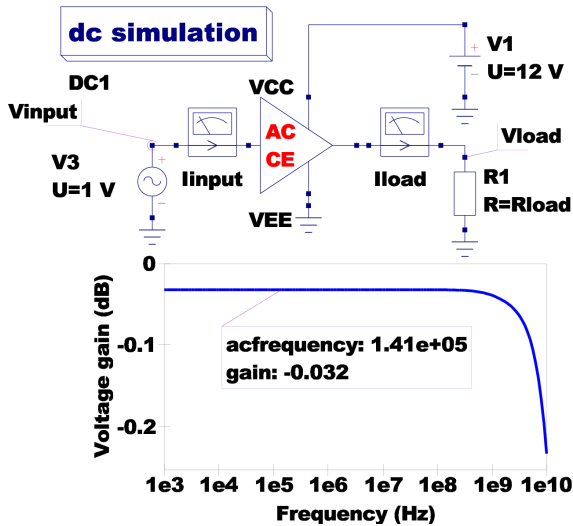 dc simulation
DC1
Vinput
V3
U=1 V
Iinput
VCC
AC
CE
VEE
Iload
V1
U=12 V
Vload
R1
R=Rload
Voltage gain (dB)
0
-0.1
-0.2
acfrequency: 1.41e+05
gain: -0.032
1e3 1e4 1e5 1e6 1e7 1e8 1e9 1e10
Frequency (Hz)